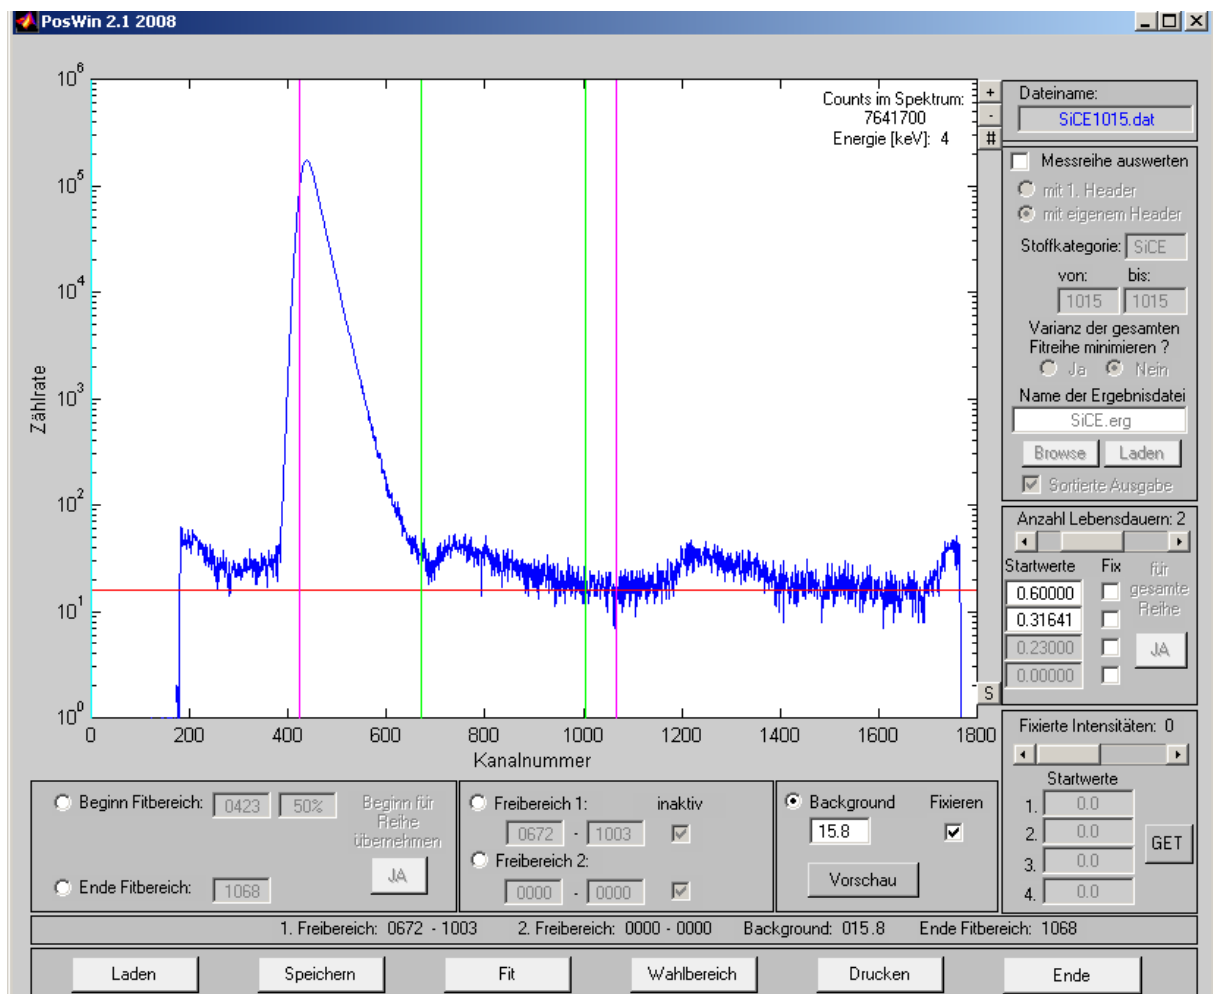 PosWin 2.1 2008
Counts im Spektrum:
7641700
Energie [keV]: 4
10^6
10^5
10^4
10^3
10^2
10^1
10^0
Zählrate
0 200 400 600 800 1000 1200 1400 1600 1800
Kanalnummer
+
-
#
S
Dateiname:
SiCE1015.dat
Messreihe auswerten
mit 1. Header
mit eigenem Header
Stoffkategorie: SiCE
von: bis:
1015 1015
Varianz der gesamten
Fitreihe minimieren ?
Ja Nein
Name der Ergebnisdatei
SiCE.erg
Browse Laden
Sortierte Ausgabe
Anzahl Lebensdauern: 2
Startwerte Fix für
gesamte
Reihe
0.60000
0.31641
0.23000
0.00000
JA
Fixierte Intensitäten: 0
Startwerte
1. 0.0
2. 0.0
3. 0.0
4. 0.0
GET
Beginn Fitbereich: 0423 50%
Beginn für
Reihe
übernehmen
JA
Ende Fitbereich: 1068
Freibereich 1: inaktiv
0672 - 1003
Freibereich 2:
0000 - 0000
Background Fixieren
15.8
Vorschau
1. Freibereich: 0672 - 1003 2. Freibereich: 0000 - 0000 Background: 015.8 Ende Fitbereich: 1068
Laden Speichern Fit Wahlbereich Drucken Ende